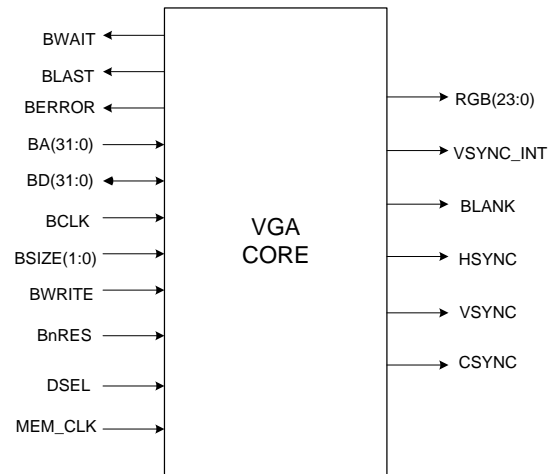 BWAIT
BLAST
BERROR
BA(31:0)
BD(31:0)
BCLK
BSIZE(1:0)
BWRITE
BnRES
DSEL
MEM_CLK
VGA
CORE
RGB(23:0)
VSYNC_INT
BLANK
HSYNC
VSYNC
CSYNC